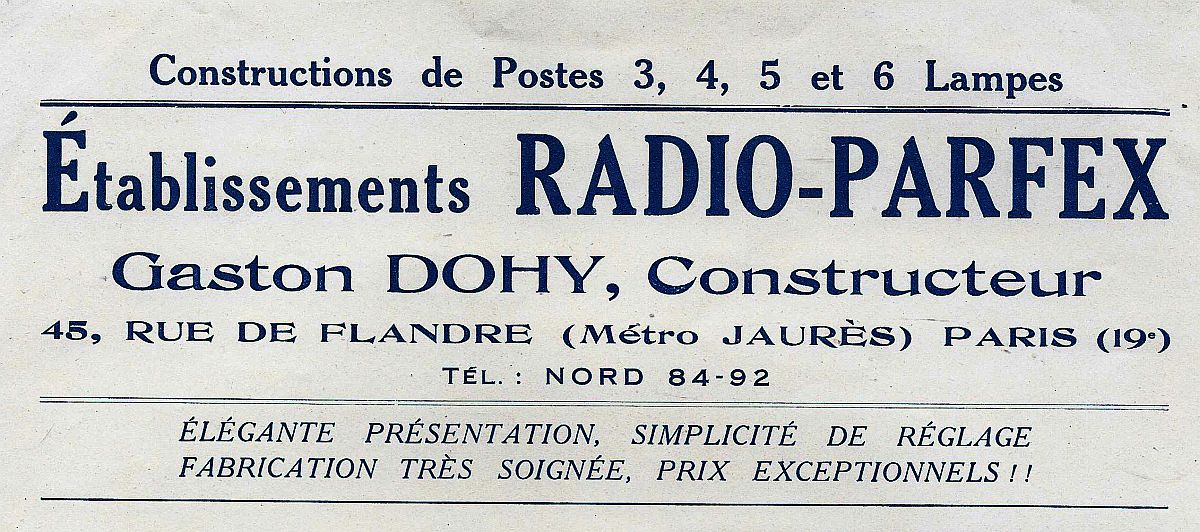 Constructions de Postes 3, 4, 5 et 6 Lampes
Établissements RADIO-PARFEX
Gaston DOHY, Constructeur
45, RUE DE FLANDRE (Métro JAURÈS) PARIS (19e)
TÉL. : NORD 84-92
ÉLÉGANTE PRÉSENTATION, SIMPLICITÉ DE RÉGLAGE
FABRICATION TRÈS SOIGNÉE, PRIX EXCEPTIONNELS !!